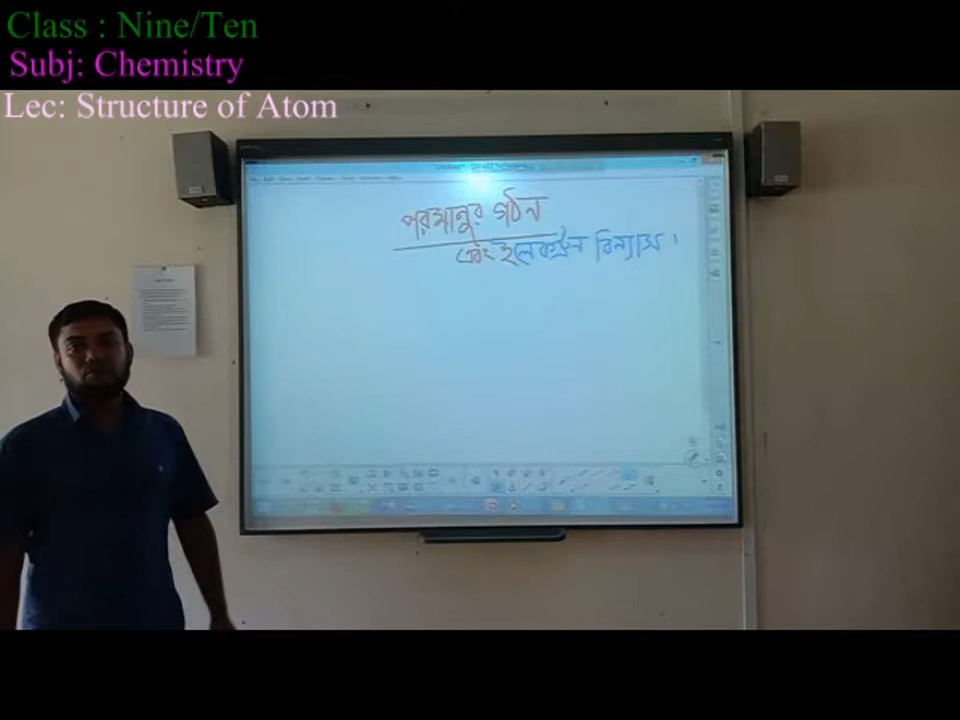 Class : Nine/Ten
Subj: Chemistry
Lec: Structure of Atom
পরমানুর গঠন
এবং ইলেকট্রন বিন্যাস।